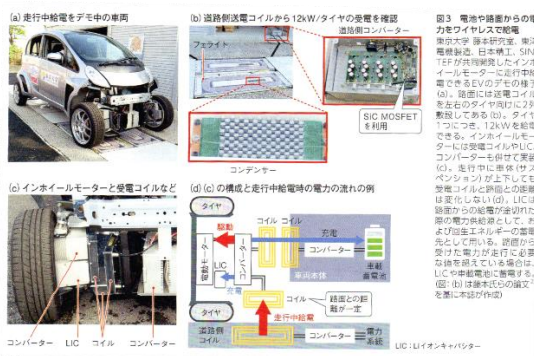 (a) 走行中給電をデモ中の車両
(b) 道路側送電コイルから12kW/タイヤの受電を確認
道路側コンバーター
フェライト
SiC MOSFET
を利用
コンデンサー
(c) インホイールモーターと受電コイルなど
コンバーター LIC コイル コンバーター
(d) (c)の構成と走行中給電時の電力の流れの例
タイヤ
コイル コイル
駆動
充電
電動モーター
コンバーター
コンバーター
LIC
車載
蓄電池
充電
車両本体
コイル
路面との距
離が一定
タイヤ
走行中給電
道路側
コイル
コンバーター
電力
系統
LIC:Liイオンキャパシター
図3 電池や路面からの電
力をワイヤレスで給電
東京大学 藤本研究室、東洋
電機製造、日本精工、
が共同開発したインホ
イールモーターに走行中給
電できるEVのデモの様子
(a)。路面には送電コイル
を左右のタイヤ向けに2列
敷設してある(b)。タイヤ
1つにつき、12kWを給電
できる。インホイールモー
ターには受電コイルやLIC、
コンバーターも併せて実装
(c)。走行中に車体(サス
ペンション)が上下しても
受電コイルと路面との距離
は変化しない(d)。LICは
路面からの給電が途切れた
際の電力供給源として、お
よび回生エネルギーの蓄電
先として用いる。路面から
受けた電力が走行に必要
な値を超えている場合は、
LICや車載電池に蓄電する。
(図:(b)は藤本氏らの論文
を基に本誌が作成)